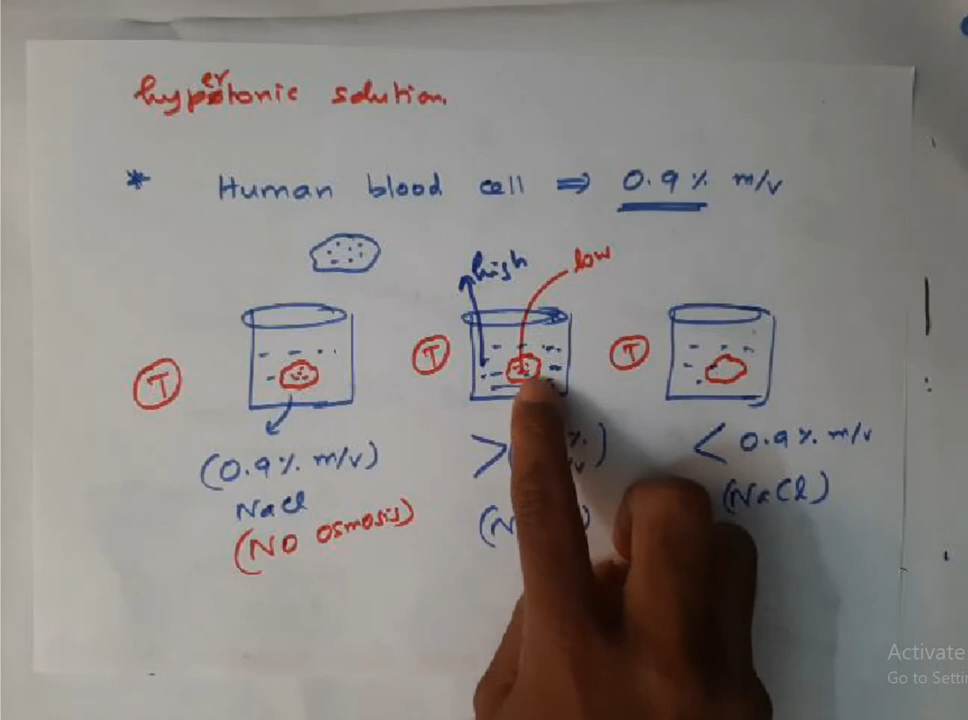 hypertonic solution.
* Human blood cell ⇒ 0.9% m/v
high low
T T T
(0.9% m/v) > ( % ) < 0.9% m/v
NaCl (N ) (NaCl)
(NO osmosis)
Activate
Go to Settin